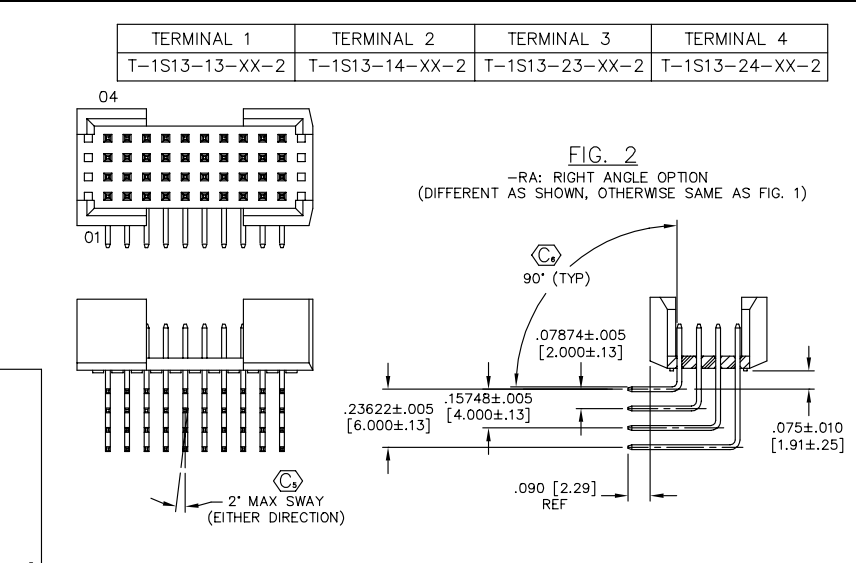 TERMINAL 1 TERMINAL 2 TERMINAL 3 TERMINAL 4
T-1S13-13-XX-2 T-1S13-14-XX-2 T-1S13-23-XX-2 T-1S13-24-XX-2
04
01
FIG. 2
-RA: RIGHT ANGLE OPTION
(DIFFERENT AS SHOWN, OTHERWISE SAME AS FIG. 1)
C6
90° (TYP)
.07874±.005
[2.000±.13]
.15748±.005
[4.000±.13]
.23622±.005
[6.000±.13]
.075±.010
[1.91±.25]
.090 [2.29]
REF
C5
2° MAX SWAY
(EITHER DIRECTION)